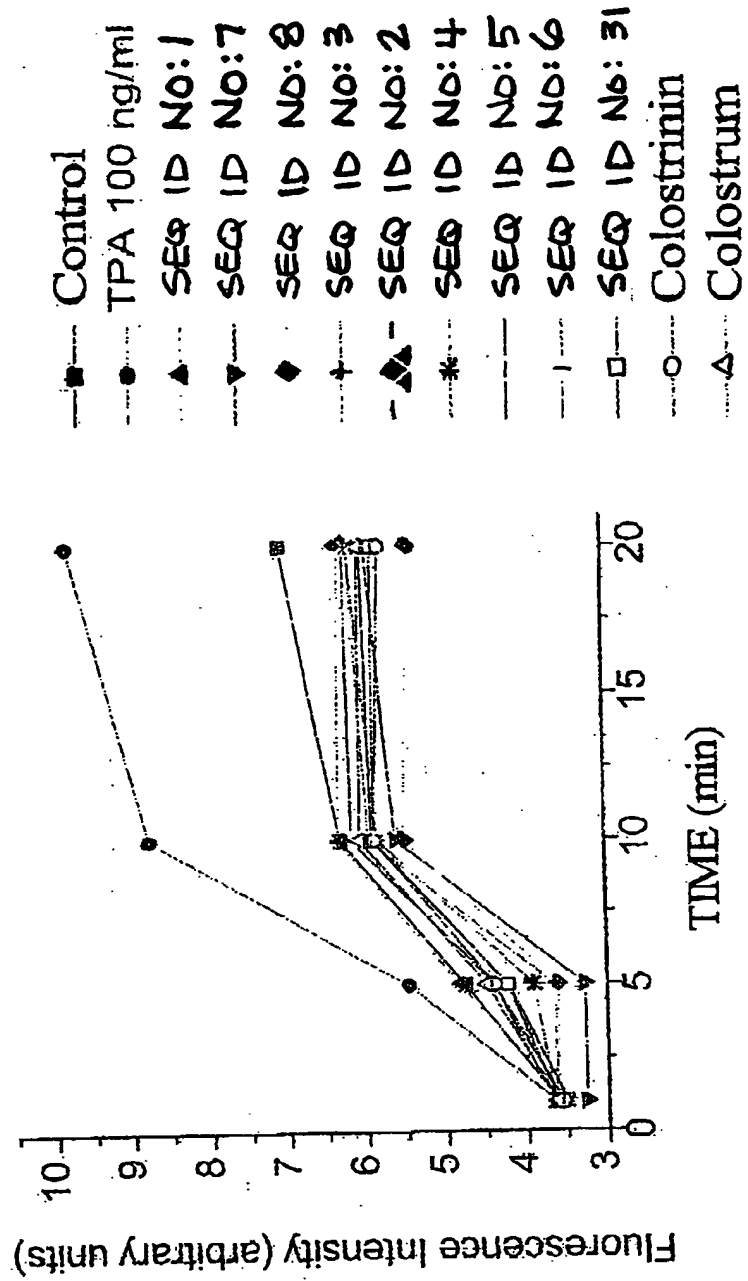 Fluorescence Intensity (arbitrary units)
10
9
8
7
6
5
4
3
0
5
10
15
20
TIME (min)
Control
TPA 100 ng/ml
SEQ ID NO:1
SEQ ID NO:7
SEQ ID NO:8
SEQ ID NO:3
SEQ ID NO:2
SEQ ID NO:4
SEQ ID NO:5
SEQ ID NO:6
SEQ ID No:31
Colostrinin
Colostrum